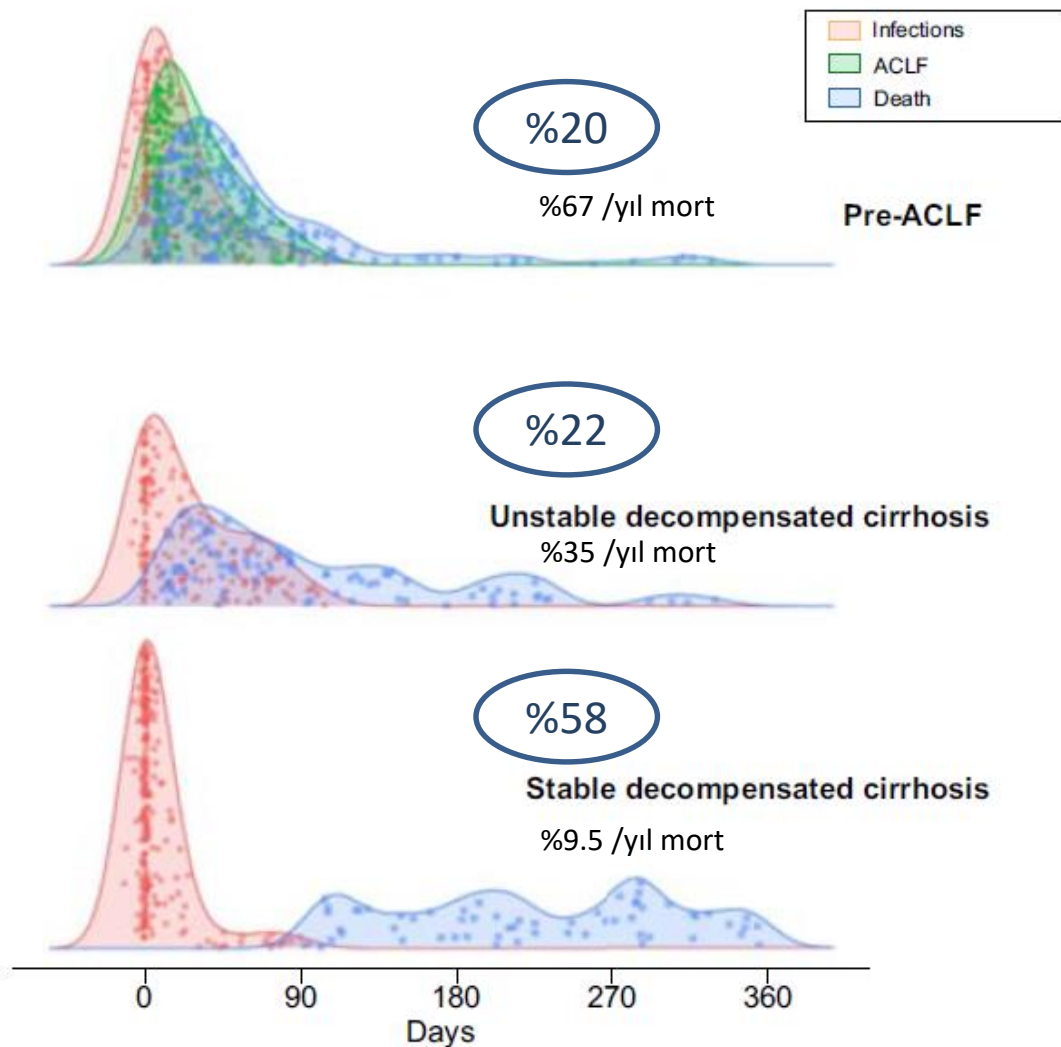 Infections
ACLF
Death
%20
%67 /yıl mort
Pre-ACLF
%22
Unstable decompensated cirrhosis
%35 /yıl mort
%58
Stable decompensated cirrhosis
%9.5 /yıl mort
0 90 180 270 360
Days